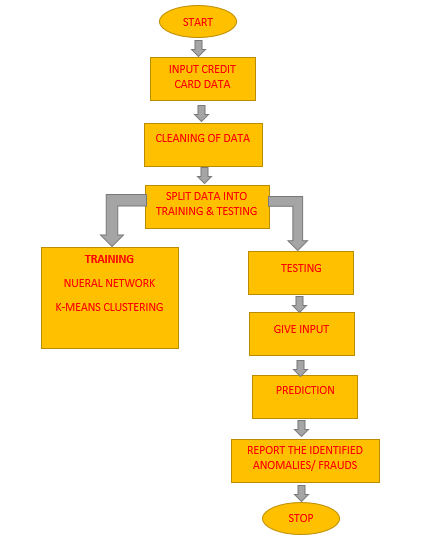 START
INPUT CREDIT
CARD DATA
CLEANING OF DATA
SPLIT DATA INTO
TRAINING & TESTING
TRAINING
NUERAL NETWORK
K-MEANS CLUSTERING
TESTING
GIVE INPUT
PREDICTION
REPORT THE IDENTIFIED
ANOMALIES/ FRAUDS
STOP